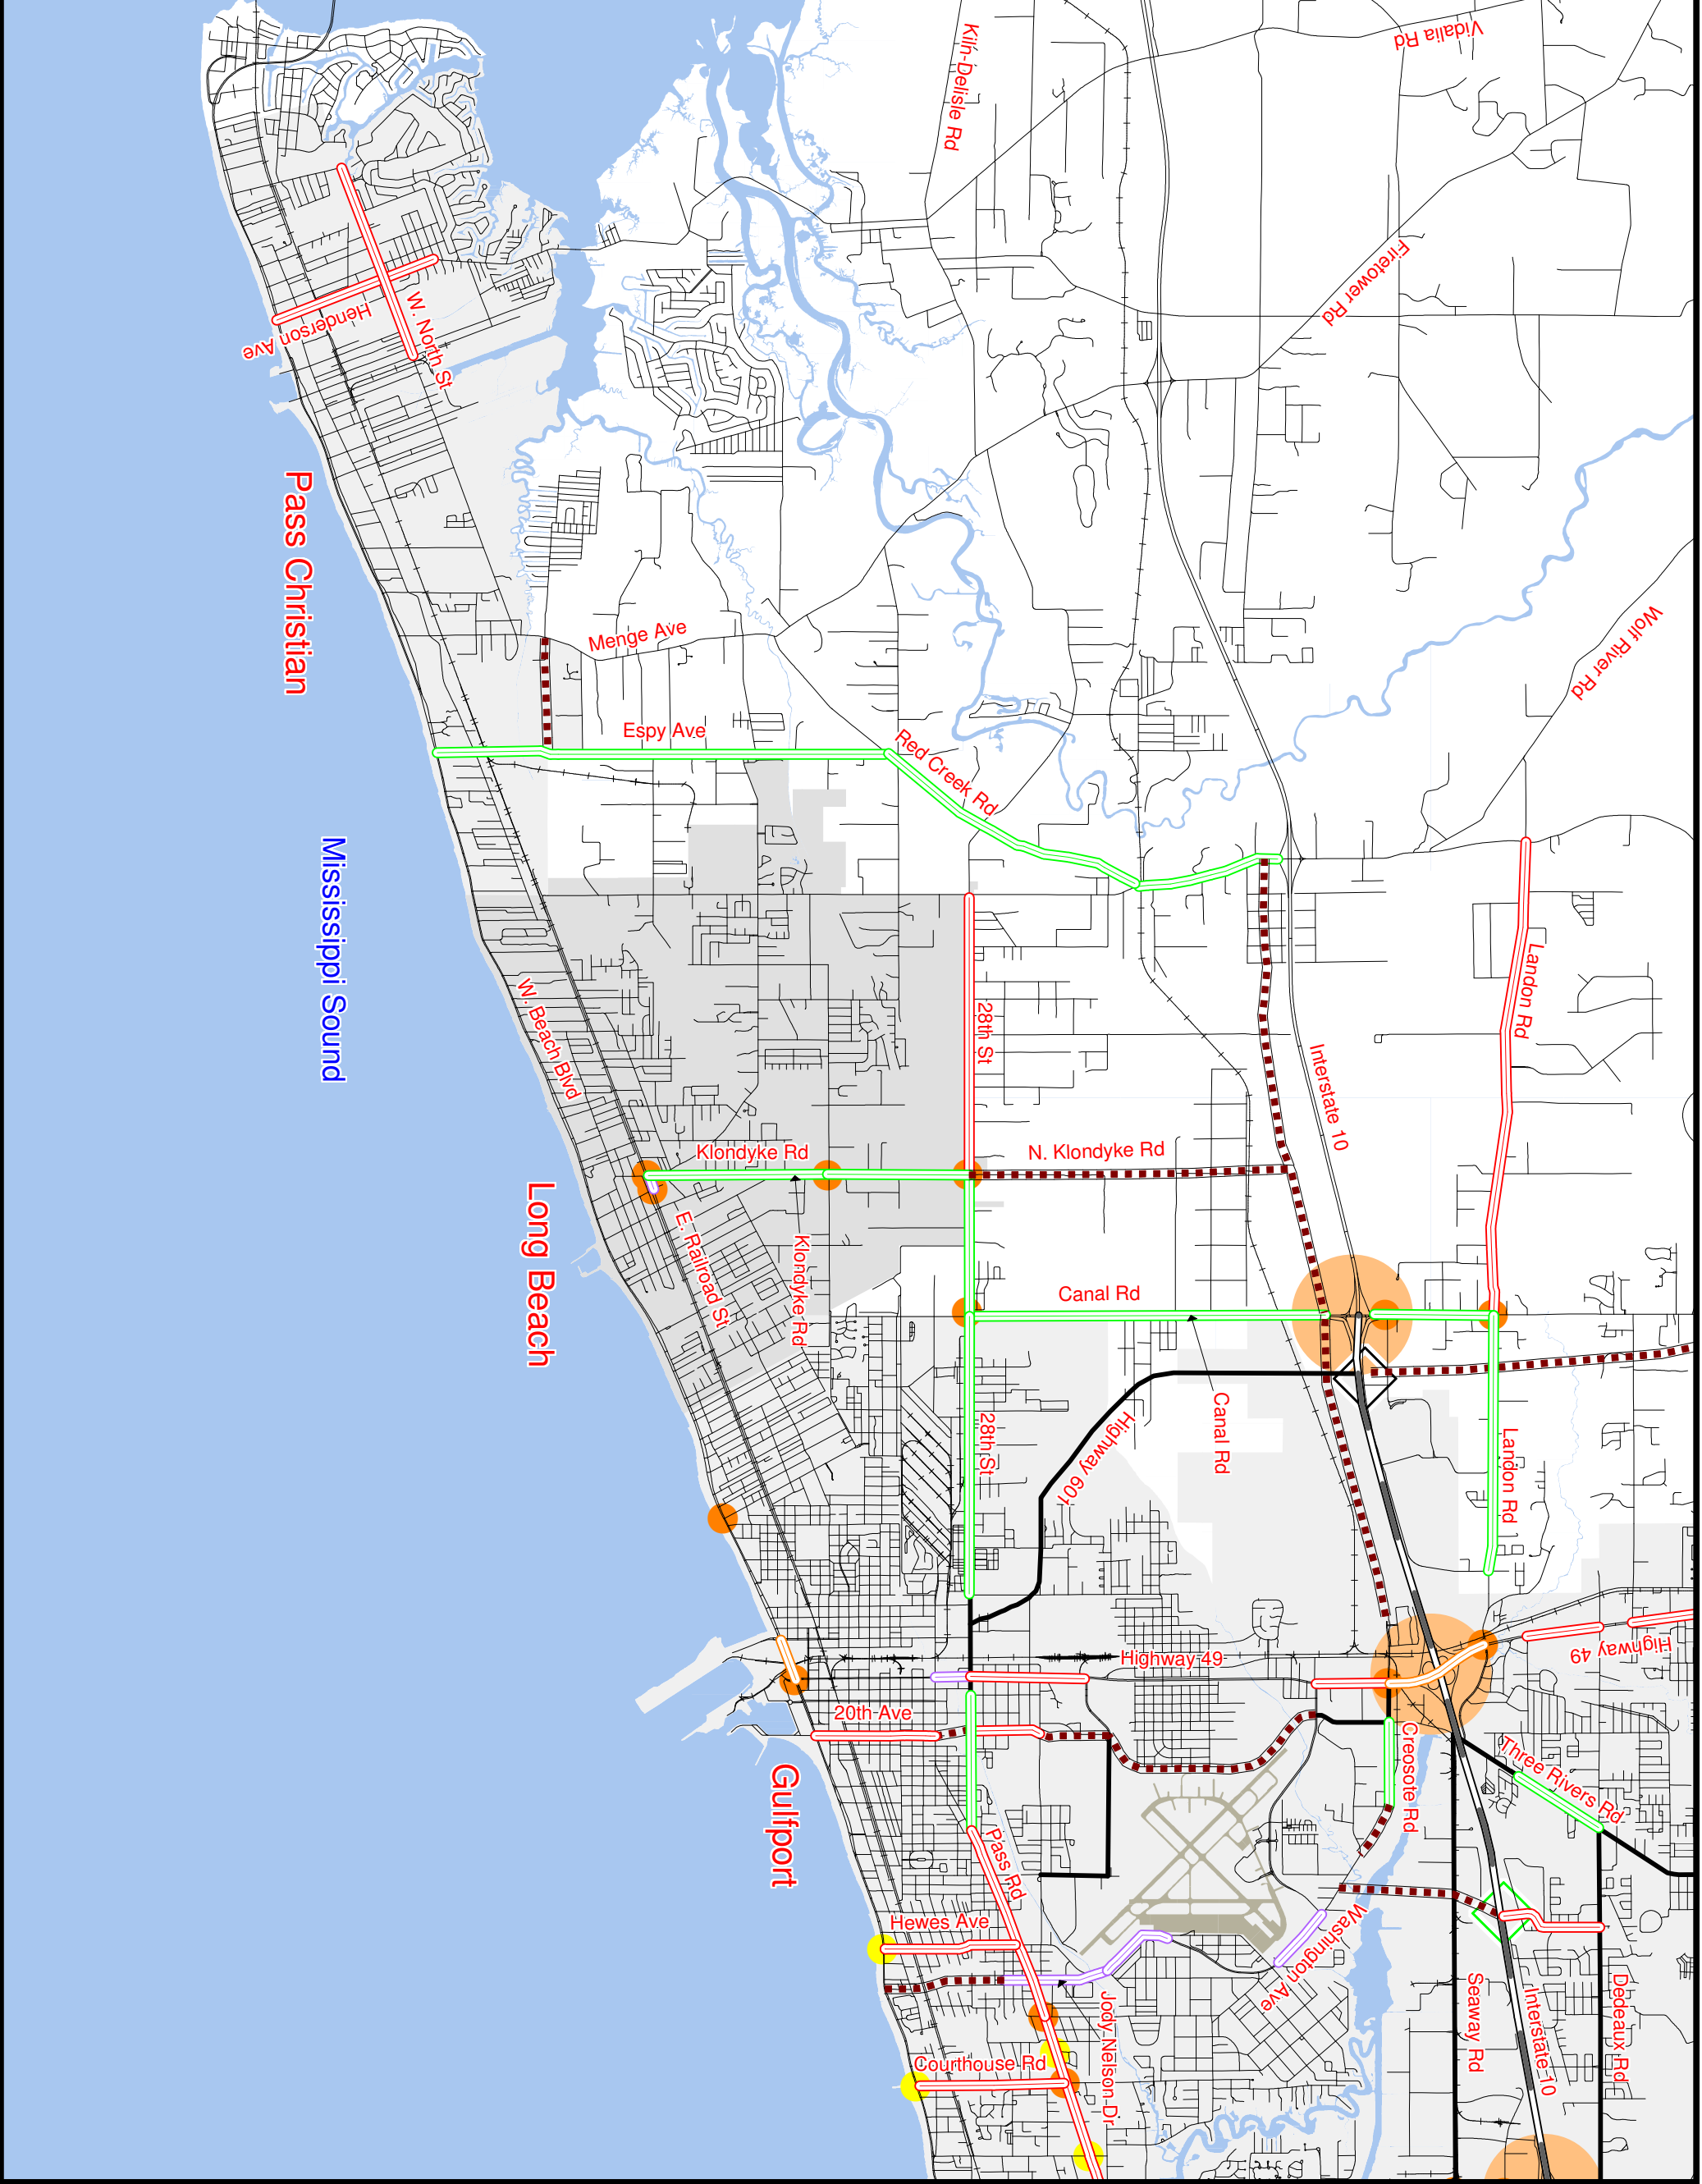 Vidalia Rd
Kiln-Delisle Rd
Firetower Rd
W. North St
Henderson Ave
Pass Christian
Wolf River Rd
Menge Ave
Espy Ave
Red Creek Rd
Mississippi Sound
Landon Rd
W. Beach Blvd
28th St
Interstate 10
Klondyke Rd
N. Klondyke Rd
Long Beach
E. Railroad St
Klondyke Rd
Canal Rd
Canal Rd
Highway 601
28th St
Landon Rd
Highway 49
Highway 49
20th Ave
Creosote Rd
Three Rivers Rd
Gulfport
Pass Rd
Hewes Ave
Washington Ave
Seaway Rd
Interstate 10
Dedeaux Rd
Jody Nelson Dr
Courthouse Rd